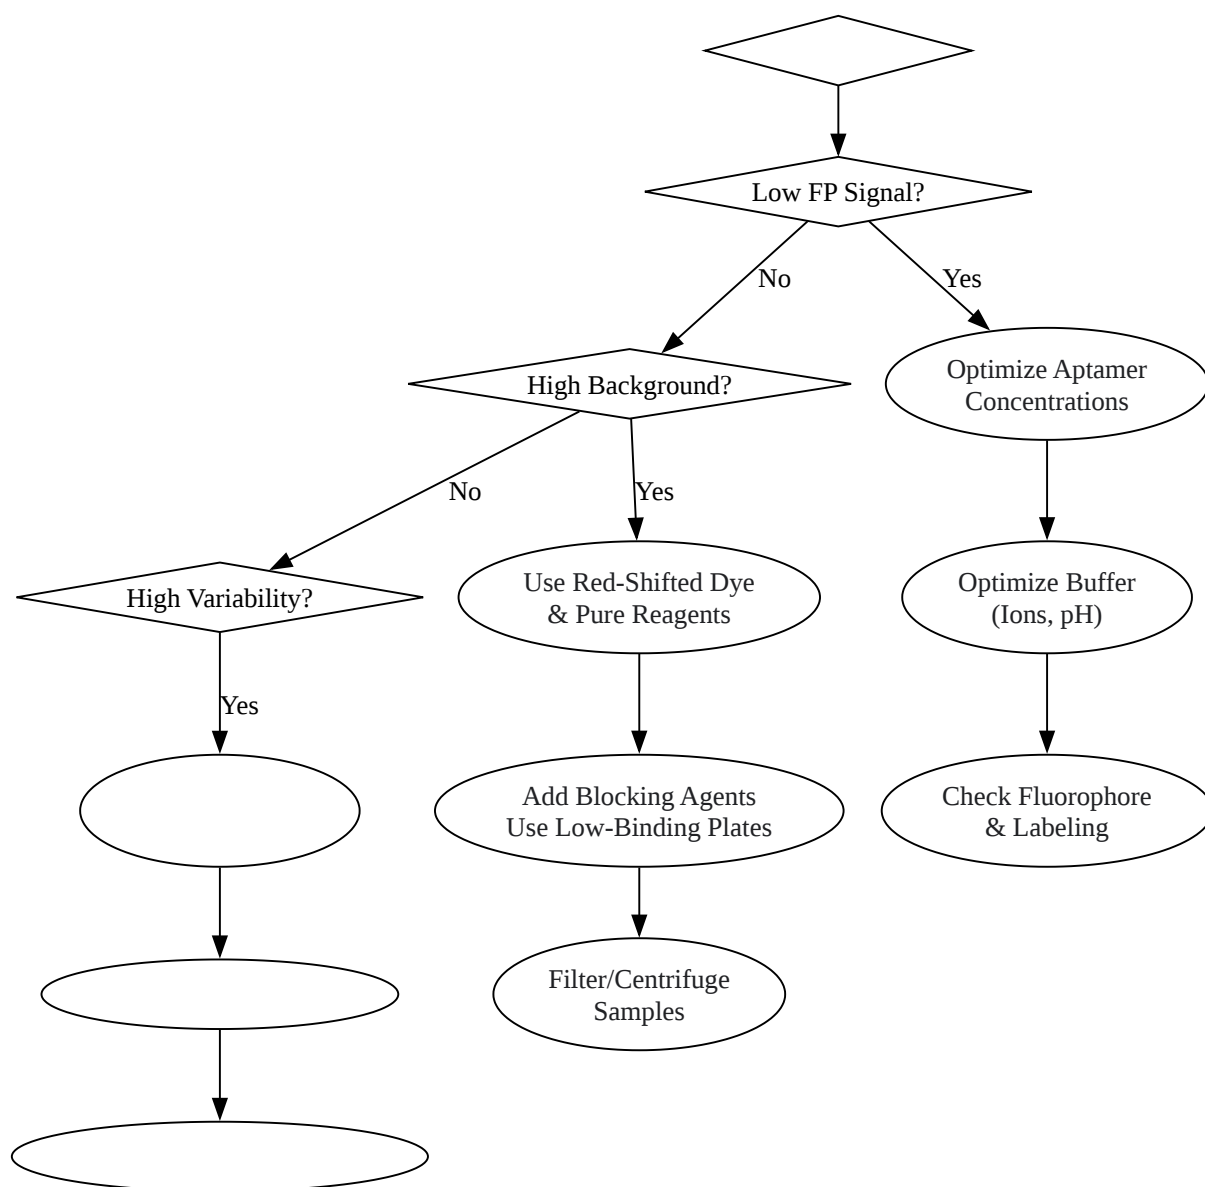 Low FP Signal?
No
Yes
High Background?
Optimize Aptamer
Concentrations
No
Yes
High Variability?
Use Red-Shifted Dye
& Pure Reagents
Optimize Buffer
(Ions, pH)
Yes
Add Blocking Agents
Use Low-Binding Plates
Check Fluorophore
& Labeling
Filter/Centrifuge
Samples